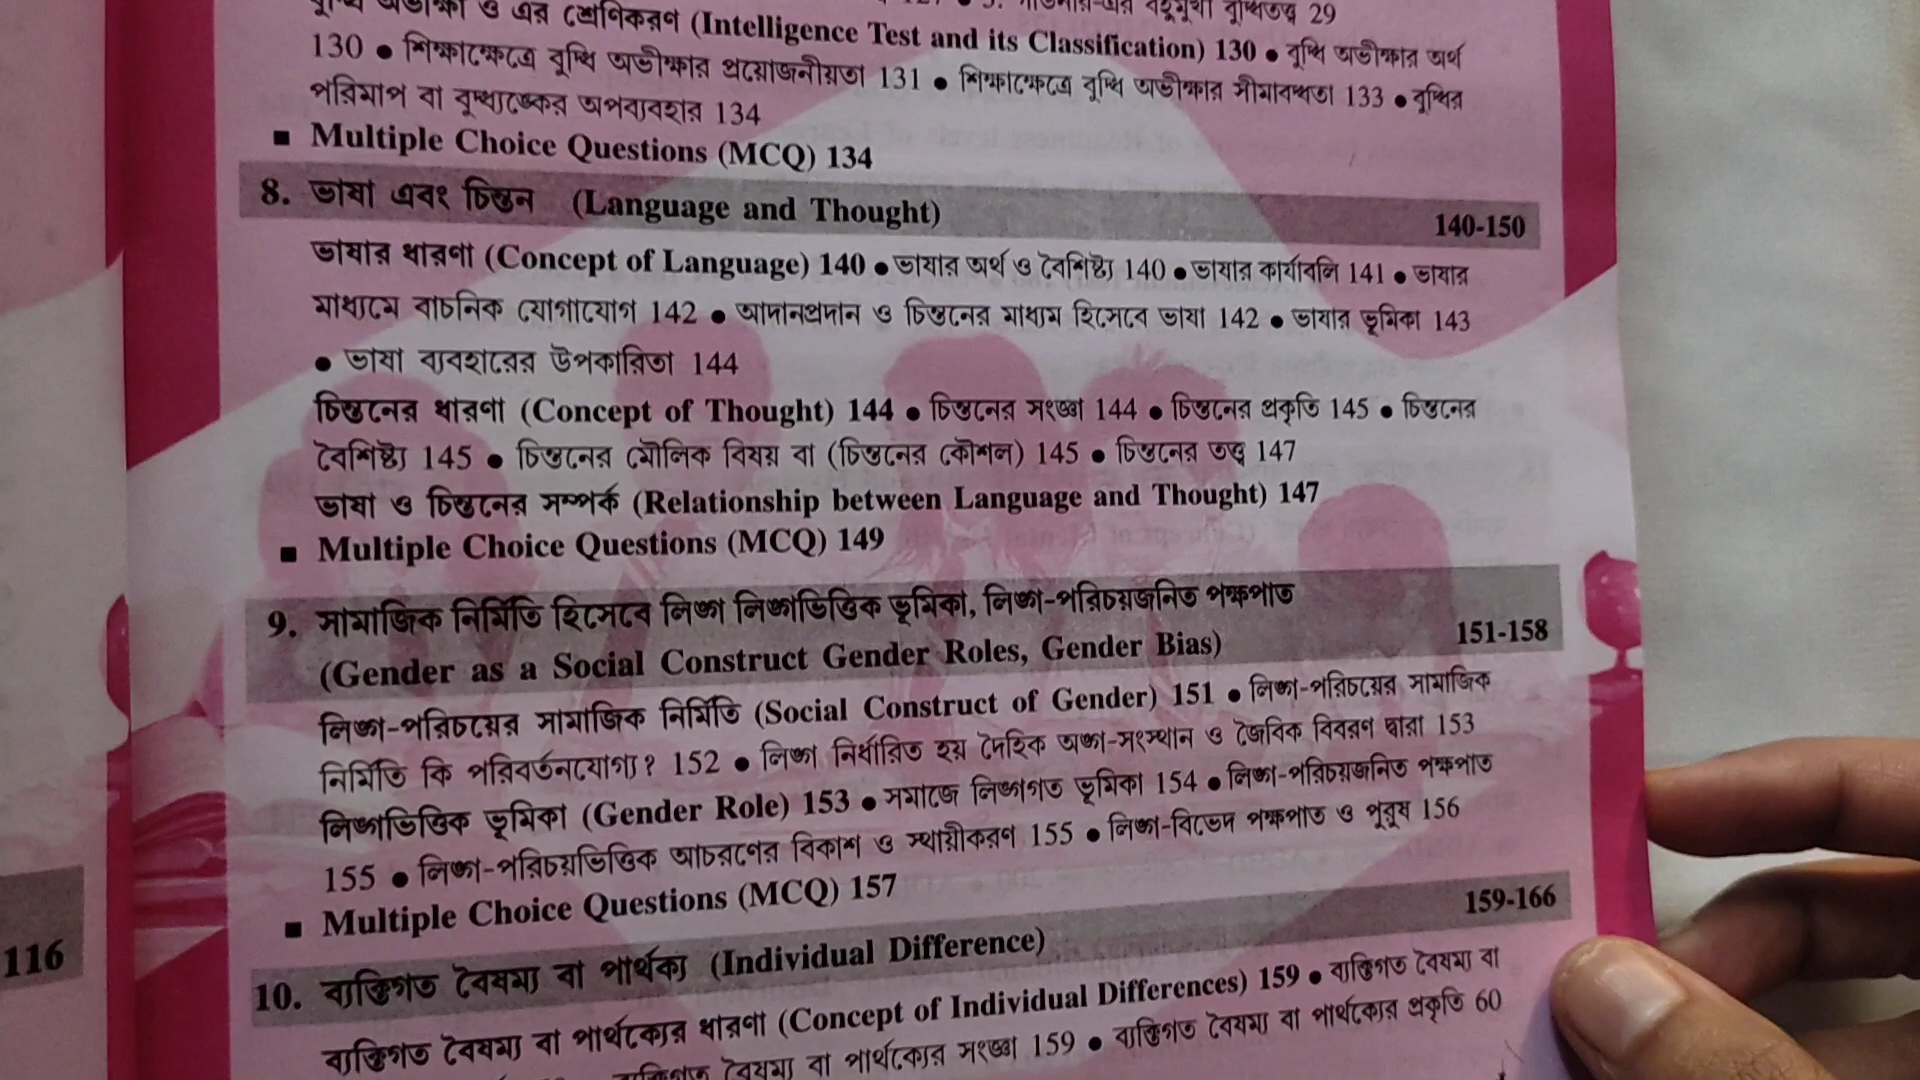 বুদ্ধি অভীক্ষা ও এর শ্রেণিকরণ (Intelligence Test and its Classification) 130 ● বুদ্ধি অভীক্ষার অর্থ
130 ● শিক্ষাক্ষেত্রে বুদ্ধি অভীক্ষার প্রয়োজনীয়তা 131 ● শিক্ষাক্ষেত্রে বুদ্ধি অভীক্ষার সীমাবদ্ধতা 133 ● বুদ্ধির
পরিমাপ বা বুদ্ধ্যঙ্কের অপব্যবহার 134
■ Multiple Choice Questions (MCQ) 134
8. ভাষা এবং চিন্তন (Language and Thought) 140-150
ভাষার ধারণা (Concept of Language) 140 ● ভাষার অর্থ ও বৈশিষ্ট্য 140 ● ভাষার কার্যাবলি 141 ● ভাষার
মাধ্যমে বাচনিক যোগাযোগ 142 ● আদানপ্রদান ও চিন্তনের মাধ্যম হিসেবে ভাষা 142 ● ভাষার ভূমিকা 143
● ভাষা ব্যবহারের উপকারিতা 144
চিন্তনের ধারণা (Concept of Thought) 144 ● চিন্তনের সংজ্ঞা 144 ● চিন্তনের প্রকৃতি 145 ● চিন্তনের
বৈশিষ্ট্য 145 ● চিন্তনের মৌলিক বিষয় বা (চিন্তনের কৌশল) 145 ● চিন্তনের তত্ত্ব 147
ভাষা ও চিন্তনের সম্পর্ক (Relationship between Language and Thought) 147
■ Multiple Choice Questions (MCQ) 149
9. সামাজিক নির্মিতি হিসেবে লিঙ্গ লিঙ্গভিত্তিক ভূমিকা, লিঙ্গ-পরিচয়জনিত পক্ষপাত
(Gender as a Social Construct Gender Roles, Gender Bias) 151-158
লিঙ্গ-পরিচয়ের সামাজিক নির্মিতি (Social Construct of Gender) 151 ● লিঙ্গ-পরিচয়ের সামাজিক
নির্মিতি কি পরিবর্তনযোগ্য? 152 ● লিঙ্গ নির্ধারিত হয় দৈহিক অঙ্গ-সংস্থান ও জৈবিক বিবরণ দ্বারা 153
লিঙ্গভিত্তিক ভূমিকা (Gender Role) 153 ● সমাজে লিঙ্গগত ভূমিকা 154 ● লিঙ্গ-পরিচয়জনিত পক্ষপাত
155 ● লিঙ্গ-পরিচয়ভিত্তিক আচরণের বিকাশ ও স্থায়ীকরণ 155 ● লিঙ্গ-বিভেদ পক্ষপাত ও পুরুষ 156
■ Multiple Choice Questions (MCQ) 157
10. ব্যক্তিগত বৈষম্য বা পার্থক্য (Individual Difference) 159-166
ব্যক্তিগত বৈষম্য বা পার্থক্যের ধারণা (Concept of Individual Differences) 159 ● ব্যক্তিগত বৈষম্য বা
ব্যক্তিগত বৈষম্য বা পার্থক্যের সংজ্ঞা 159 ● ব্যক্তিগত বৈষম্য বা পার্থক্যের প্রকৃতি 60
116